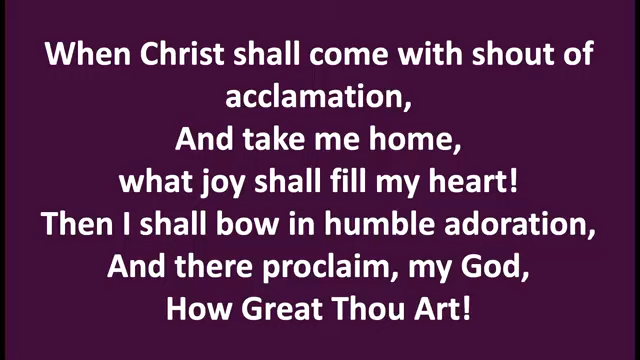 When Christ shall come with shout of
acclamation,
And take me home,
what joy shall fill my heart!
Then I shall bow in humble adoration,
And there proclaim, my God,
How Great Thou Art!